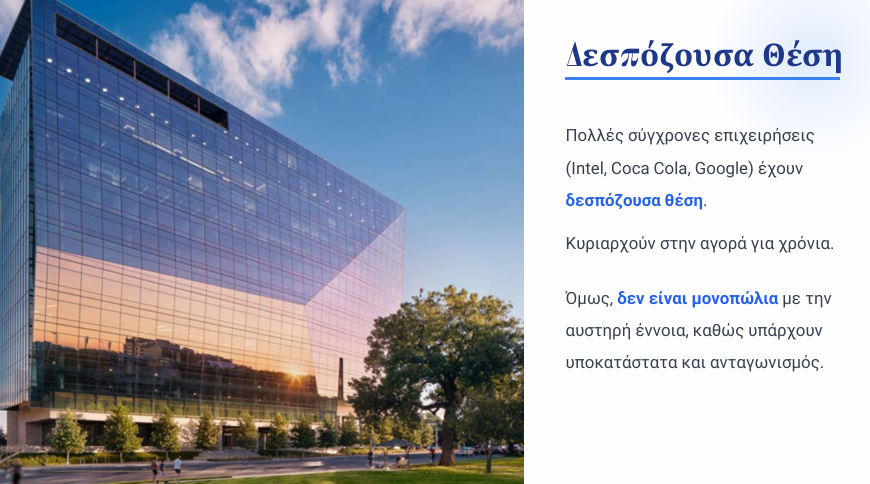 Δεσπόζουσα Θέση
Πολλές σύγχρονες επιχειρήσεις
(Intel, Coca Cola, Google) έχουν
δεσπόζουσα θέση.
Κυριαρχούν στην αγορά για χρόνια.
Όμως, δεν είναι μονοπώλια με την
αυστηρή έννοια, καθώς υπάρχουν
υποκατάστατα και ανταγωνισμός.